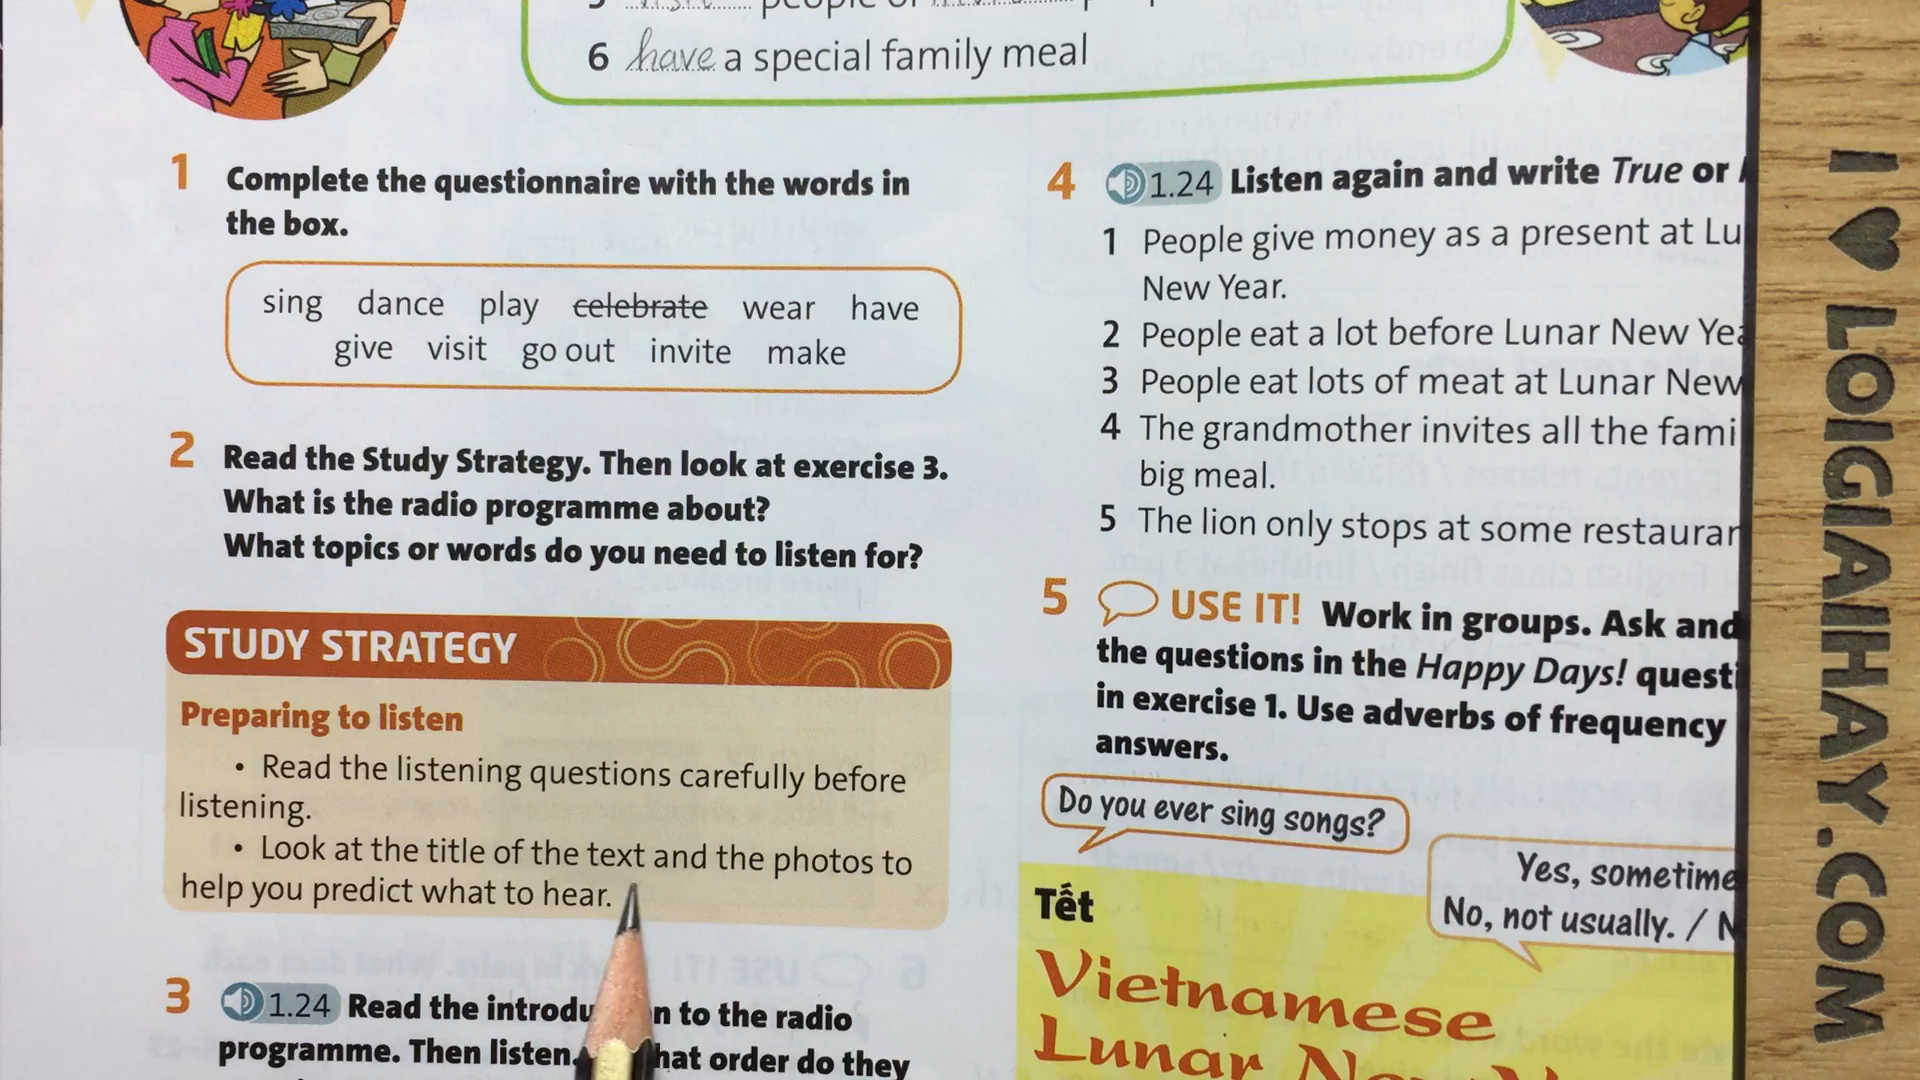 people or
6 have a special family meal
1 Complete the questionnaire with the words in
the box.
sing dance play celebrate wear have
give visit go out invite make
2 Read the Study Strategy. Then look at exercise 3.
What is the radio programme about?
What topics or words do you need to listen for?
STUDY STRATEGY
Preparing to listen
• Read the listening questions carefully before
listening.
• Look at the title of the text and the photos to
help you predict what to hear.
3 1.24 Read the introdu n to the radio
programme. Then listen. hat order do they
4 1.24 Listen again and write True or
1 People give money as a present at Lu
New Year.
2 People eat a lot before Lunar New Yea
3 People eat lots of meat at Lunar New
4 The grandmother invites all the fami
big meal.
5 The lion only stops at some restauran
5 USE IT! Work in groups. Ask and
the questions in the Happy Days! questi
in exercise 1. Use adverbs of frequency
answers.
Do you ever sing songs?
Yes, sometime
No, not usually. / N
Tết
Vietnamese
Lunar
I ♥ LOIGIAIHAY.COM